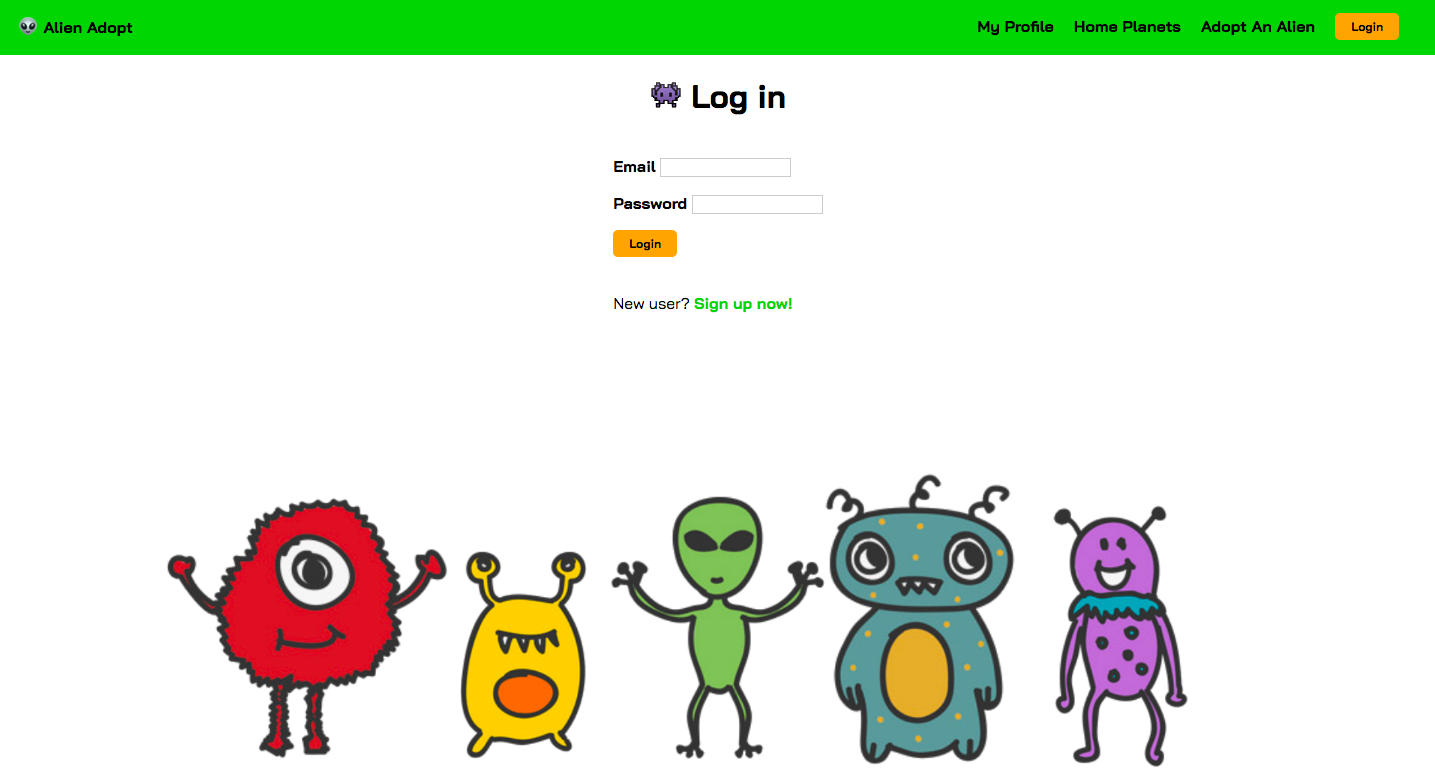 👽 Alien Adopt My Profile Home Planets Adopt An Alien Login
👾 Log in
Email
Password
Login
New user? Sign up now!